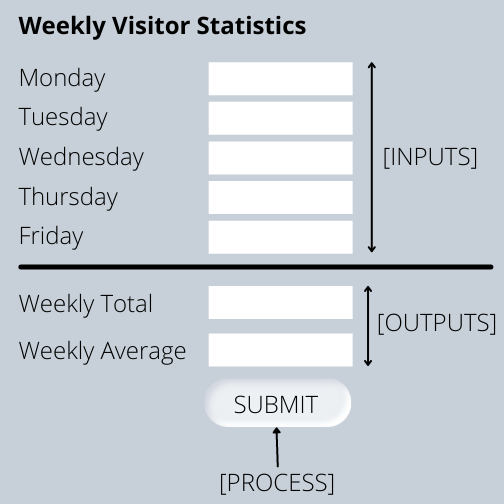 Weekly Visitor Statistics
Monday
Tuesday
Wednesday
[INPUTS]
Thursday
Friday
Weekly Total
[OUTPUTS]
Weekly Average
SUBMIT
[PROCESS]